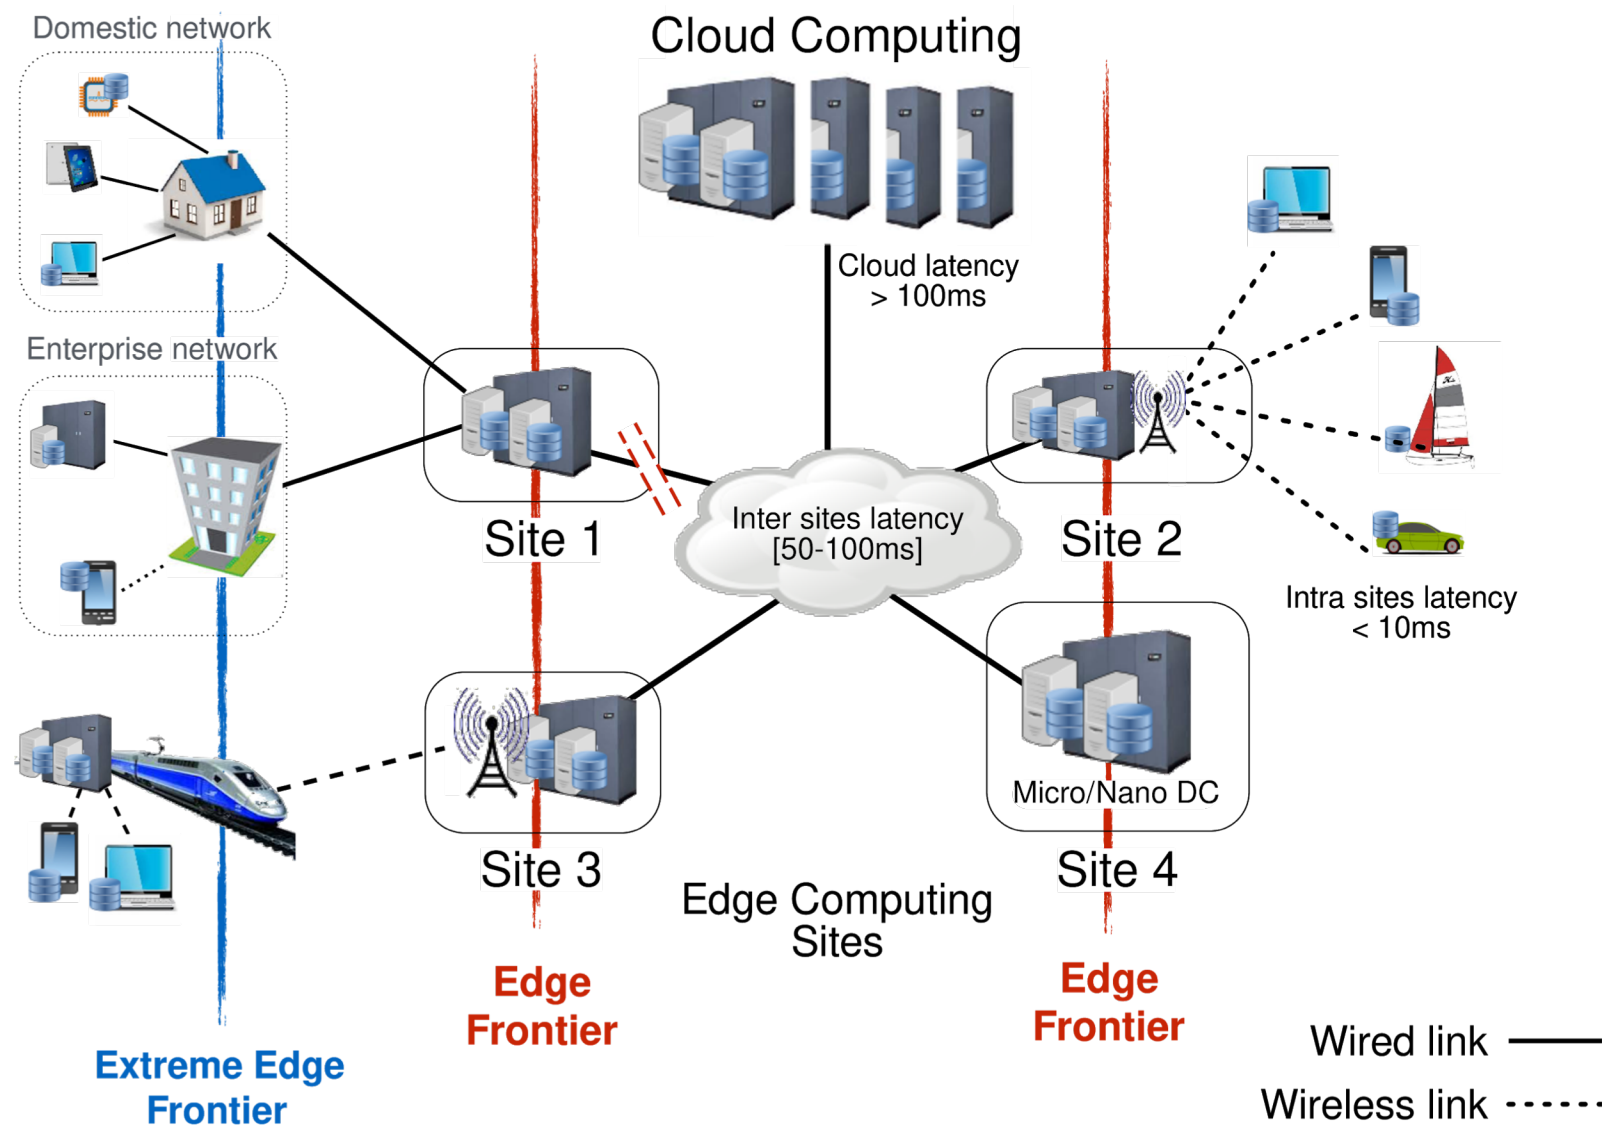 Domestic network
Cloud Computing
Cloud latency
> 100ms
Enterprise network
Inter sites latency
[50-100ms]
Site 1
Site 2
Intra sites latency
< 10ms
Micro/Nano DC
Site 3
Site 4
Edge Computing
Sites
Edge
Frontier
Edge
Frontier
Extreme Edge
Frontier
Wired link
Wireless link